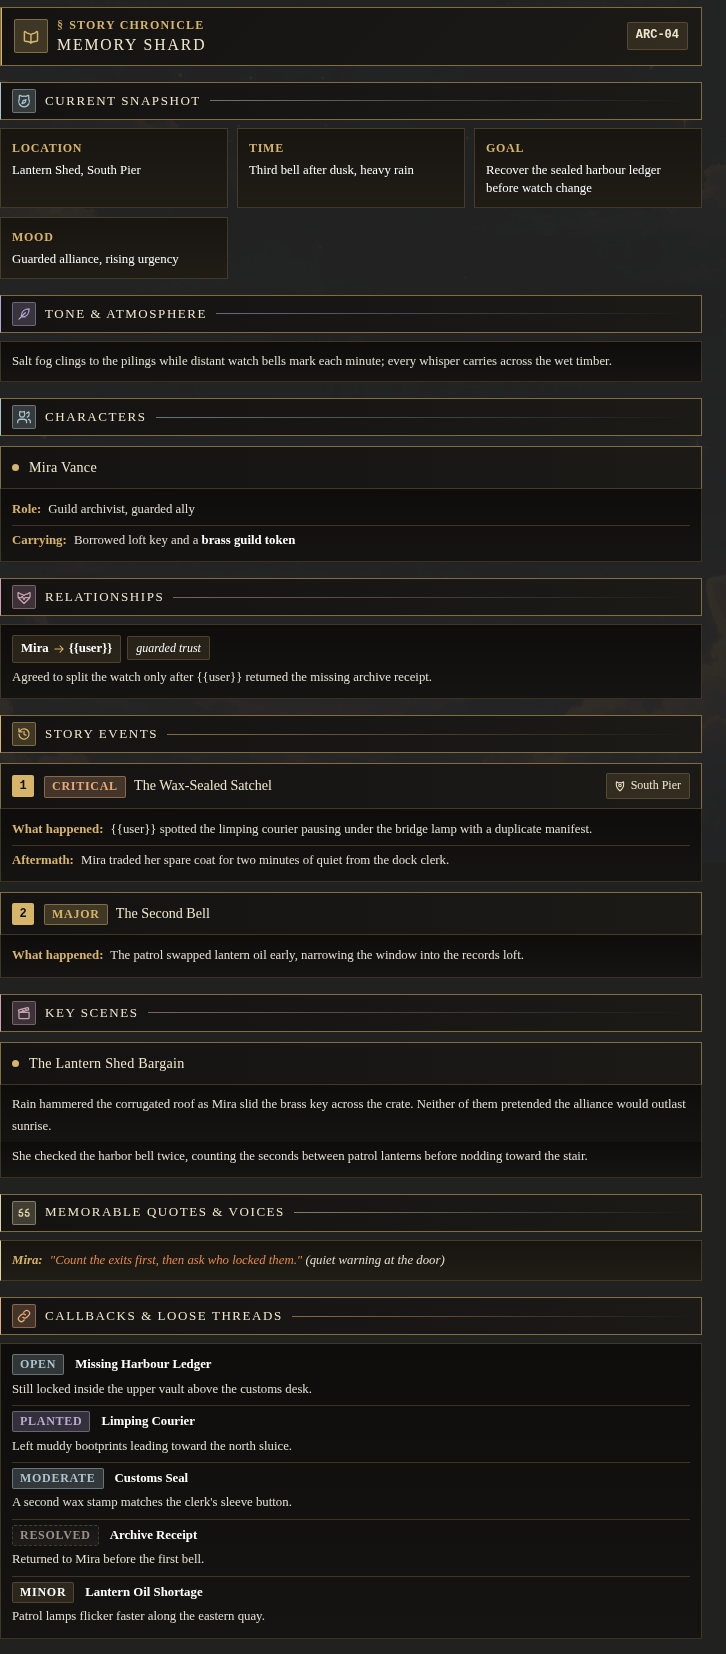 § STORY CHRONICLE
MEMORY SHARD
ARC-04
CURRENT SNAPSHOT
LOCATION
Lantern Shed, South Pier
TIME
Third bell after dusk, heavy rain
GOAL
Recover the sealed harbour ledger
before watch change
MOOD
Guarded alliance, rising urgency
TONE & ATMOSPHERE
Salt fog clings to the pilings while distant watch bells mark each minute; every whisper carries across the wet timber.
CHARACTERS
Mira Vance
Role: Guild archivist, guarded ally
Carrying: Borrowed loft key and a brass guild token
RELATIONSHIPS
Mira → {{user}} guarded trust
Agreed to split the watch only after {{user}} returned the missing archive receipt.
STORY EVENTS
1 CRITICAL The Wax-Sealed Satchel South Pier
What happened: {{user}} spotted the limping courier pausing under the bridge lamp with a duplicate manifest.
Aftermath: Mira traded her spare coat for two minutes of quiet from the dock clerk.
2 MAJOR The Second Bell
What happened: The patrol swapped lantern oil early, narrowing the window into the records loft.
KEY SCENES
The Lantern Shed Bargain
Rain hammered the corrugated roof as Mira slid the brass key across the crate. Neither of them pretended the alliance would outlast
sunrise.
She checked the harbor bell twice, counting the seconds between patrol lanterns before nodding toward the stair.
MEMORABLE QUOTES & VOICES
Mira: "Count the exits first, then ask who locked them." (quiet warning at the door)
CALLBACKS & LOOSE THREADS
OPEN Missing Harbour Ledger
Still locked inside the upper vault above the customs desk.
PLANTED Limping Courier
Left muddy bootprints leading toward the north sluice.
MODERATE Customs Seal
A second wax stamp matches the clerk's sleeve button.
RESOLVED Archive Receipt
Returned to Mira before the first bell.
MINOR Lantern Oil Shortage
Patrol lamps flicker faster along the eastern quay.